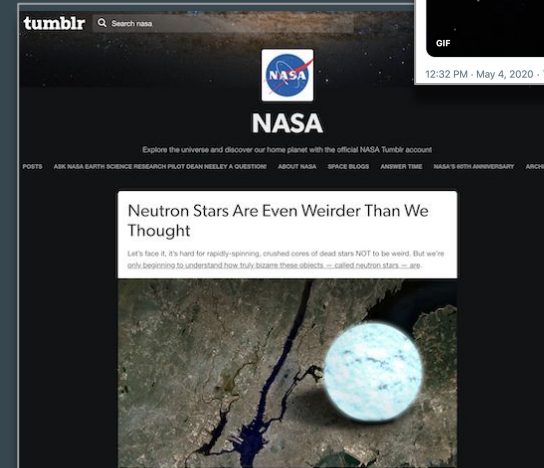 tumblr
Search nasa
GIF
12:32 PM · May 4, 2020 ·
NASA
NASA
Explore the universe and discover our home planet with the official NASA Tumblr account
POSTS ASK NASA EARTH SCIENCE RESEARCH PILOT DEAN NEELEY A QUESTION! ABOUT NASA SPACE BLOGS ANSWER TIME NASA'S 60TH ANNIVERSARY ARCHI
Neutron Stars Are Even Weirder Than We
Thought
Let's face it, it's hard for rapidly-spinning, crushed cores of dead stars NOT to be weird. But we're
only beginning to understand how truly bizarre these objects — called neutron stars — are.